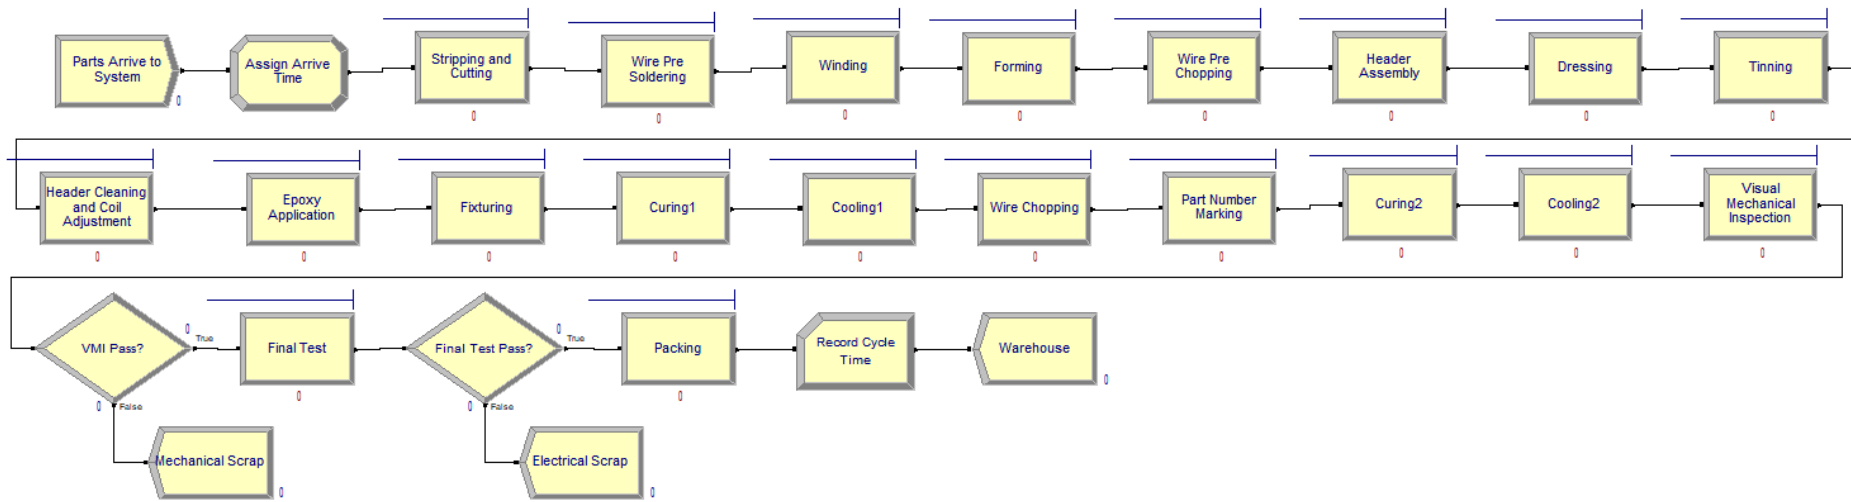 Parts Arrive to
System
0
Assign Arrive
Time
Stripping and
Cutting
0
Wire Pre
Soldering
0
Winding
0
Forming
0
Wire Pre
Chopping
0
Header
Assembly
0
Dressing
0
Tinning
0
Header Cleaning
and Coil
Adjustment
0
Epoxy
Application
0
Fixturing
0
Curing1
0
Cooling1
0
Wire Chopping
0
Part Number
Marking
0
Curing2
0
Cooling2
0
Visual
Mechanical
Inspection
0
VMI Pass?
0
True
0
False
Final Test
0
Final Test Pass?
0
True
0
False
Packing
0
Record Cycle
Time
Warehouse
0
Mechanical Scrap
0
Electrical Scrap
0